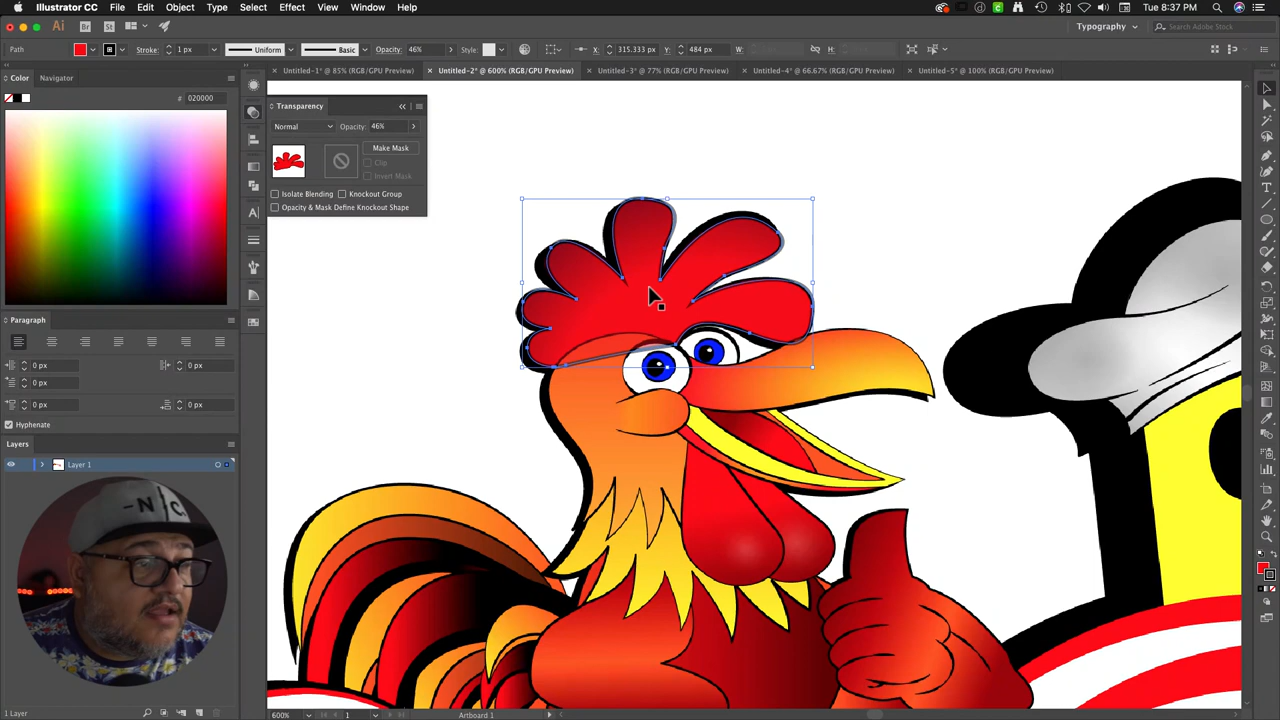 Illustrator CC File Edit Object Type Select Effect View Window Help
Tue 8:37 PM
Ai Br St Typography Search Adobe Stock
Path Stroke: 1 px Uniform Basic Opacity: 46% Style: X: 315.333 px Y: 484 px W: H:
Untitled-1* @ 85% (RGB/GPU Preview) Untitled-2* @ 600% (RGB/GPU Preview) Untitled-3* @ 77% (RGB/GPU Preview) Untitled-4* @ 66.67% (RGB/GPU Preview) Untitled-5* @ 100% (RGB/GPU Preview)
Color Navigator
# 020000
Transparency
Normal Opacity: 46%
Make Mask
Clip
Invert Mask
Isolate Blending Knockout Group
Opacity & Mask Define Knockout Shape
Paragraph
0 px 0 px
0 px
0 px 0 px
Hyphenate
Layers
Layer 1
1 Layer
600% 1 Artboard 1